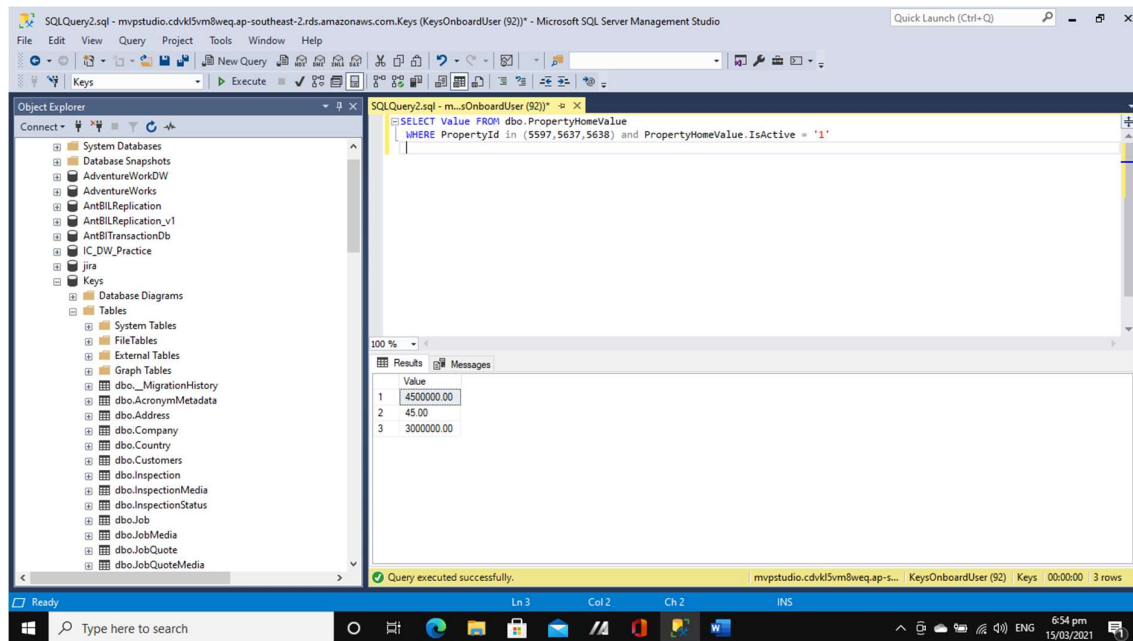 SQLQuery2.sql - mvpstudio.cdvkl5vm8weq.ap-southeast-2.rds.amazonaws.com.Keys (KeysOnboardUser (92))* - Microsoft SQL Server Management Studio
Quick Launch (Ctrl+Q)
File Edit View Query Project Tools Window Help
New Query
Keys
Execute
Object Explorer
SQLQuery2.sql - m...sOnboardUser (92))*
Connect
SELECT Value FROM dbo.PropertyHomeValue
WHERE PropertyId in (5597,5637,5638) and PropertyHomeValue.IsActive = '1'
System Databases
Database Snapshots
AdventureWorkDW
AdventureWorks
AntBILReplication
AntBILReplication_v1
AntBITransactionDb
IC_DW_Practice
jira
Keys
Database Diagrams
Tables
System Tables
FileTables
External Tables
Graph Tables
dbo.__MigrationHistory
dbo.AcronymMetadata
dbo.Address
dbo.Company
dbo.Country
dbo.Customers
dbo.Inspection
dbo.InspectionMedia
dbo.InspectionStatus
dbo.Job
dbo.JobMedia
dbo.JobQuote
dbo.JobQuoteMedia
100 %
Results Messages
Value
1 4500000.00
2 45.00
3 3000000.00
Query executed successfully.
mvpstudio.cdvkl5vm8weq.ap-s... KeysOnboardUser (92) Keys 00:00:00 3 rows
Ready Ln 3 Col 2 Ch 2 INS
Type here to search
ENG
6:54 pm
15/03/2021